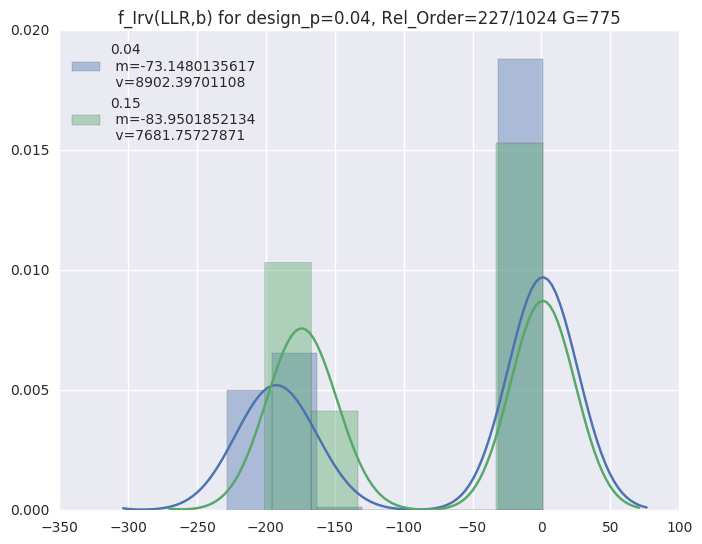 f_Irv(LLR,b) for design_p=0.04, Rel_Order=227/1024 G=775
0.04
m=-73.1480135617
v=8902.39701108
0.15
m=-83.9501852134
v=7681.75727871
0.020
0.015
0.010
0.005
0.000
−350 −300 −250 −200 −150 −100 −50 0 50 100